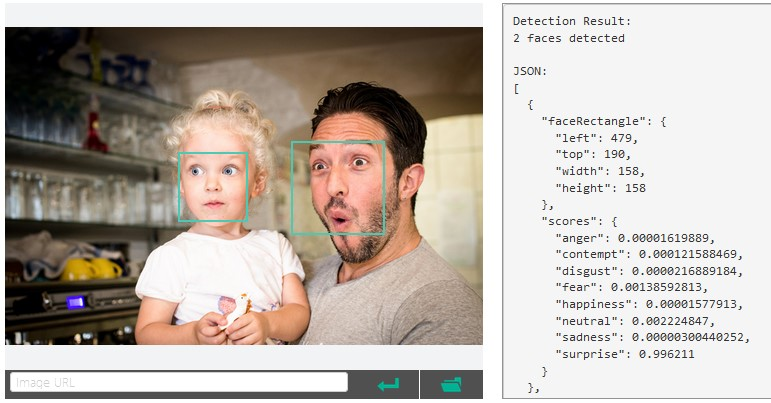 Detection Result:
2 faces detected
JSON:
[
{
"faceRectangle": {
"left": 479,
"top": 190,
"width": 158,
"height": 158
},
"scores": {
"anger": 0.00001619889,
"contempt": 0.000121588469,
"disgust": 0.0000216889184,
"fear": 0.00138592813,
"happiness": 0.00001577913,
"neutral": 0.002224847,
"sadness": 0.00000300440252,
"surprise": 0.996211
}
},
Image URL